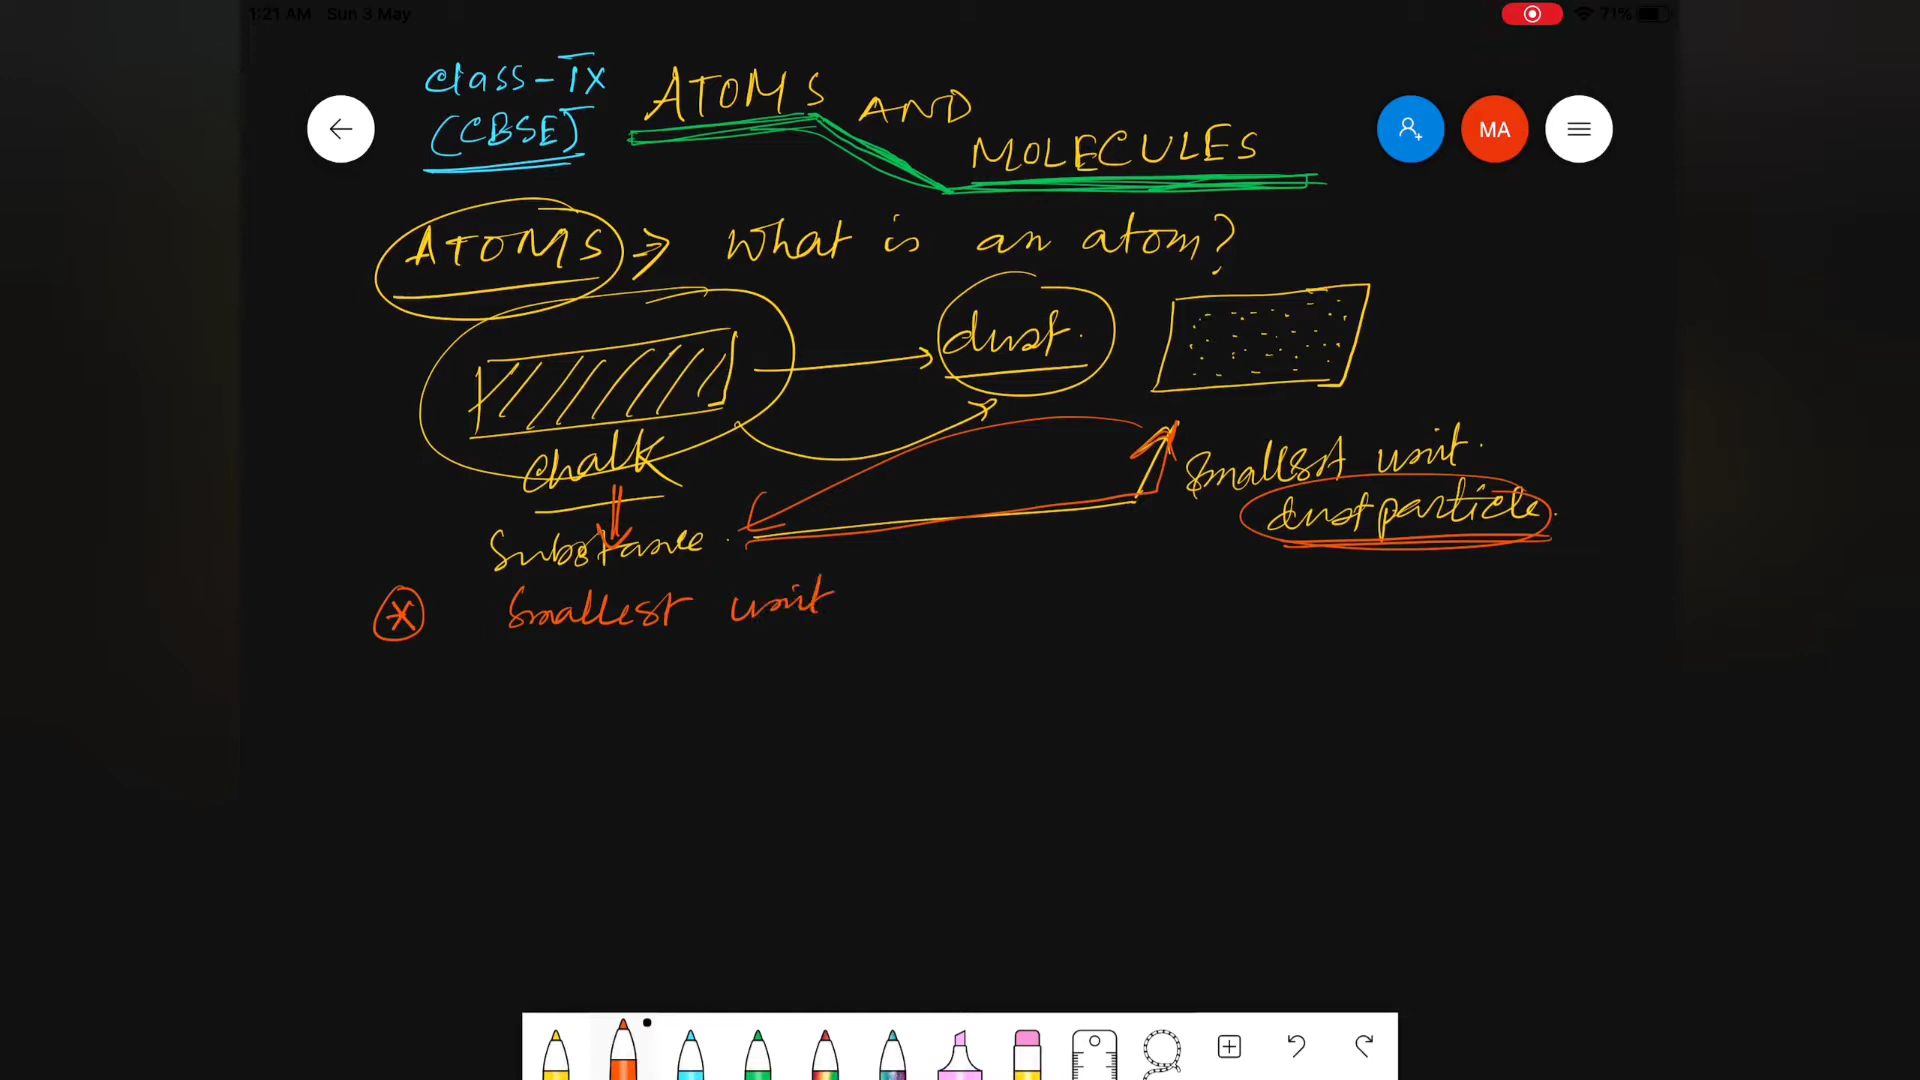 1:21 AM Sun 3 May
71%
Class-IX
(CBSE)
ATOMS AND
MOLECULES
MA
ATOMS ⇒ What is an atom?
dust.
chalk
Smallest unit.
dust particle.
Substance.
* Smallest unit